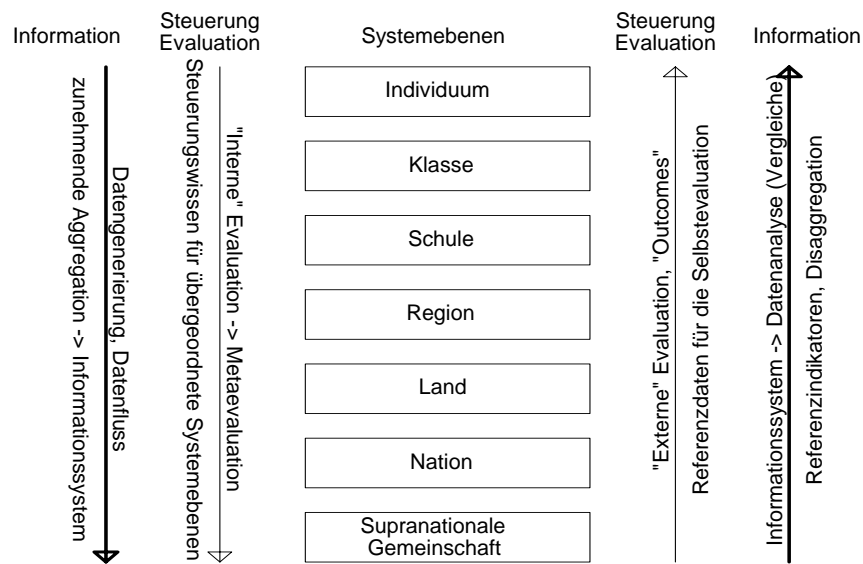 Information
Steuerung
Evaluation
Systemebenen
Steuerung
Evaluation
Information
zunehmende Aggregation -> Informationssystem
Datengenerierung, Datenfluss
Steuerungswissen für übergeordnete Systemebenen
"Interne" Evaluation -> Metaevaluation
Individuum
Klasse
Schule
Region
Land
Nation
Supranationale
Gemeinschaft
"Externe" Evaluation, "Outcomes"
Referenzdaten für die Selbstevaluation
Informationssystem -> Datenanalyse (Vergleiche)
Referenzindikatoren, Disaggregation